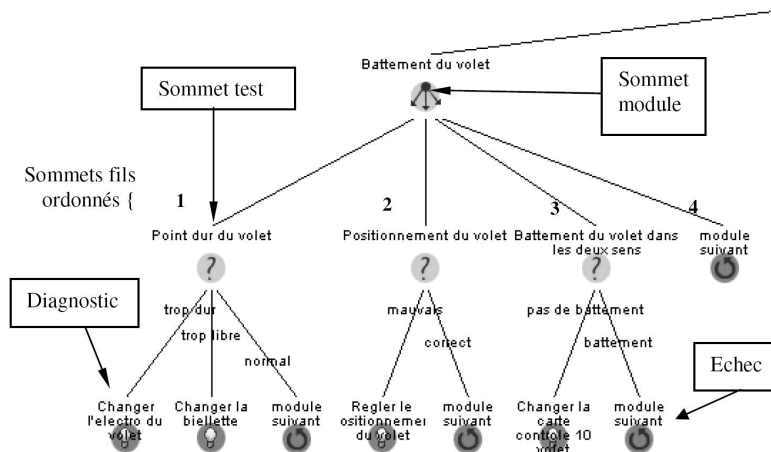 Battement du volet
Sommet test
Sommet
module
Sommets fils
ordonnés {
1
2
3
4
Point dur du volet
Positionnement du volet
Battement du volet dans
les deux sens
module
suivant
Diagnostic
trop dur
trop libre
normal
mauvais
correct
pas de battement
battement
Echec
Changer
l'electro du
volet
Changer la
biellette
module
suivant
Regler le
ositionnemer
du volet
module
suivant
Changer la
carte
controle 10
volet
module
suivant